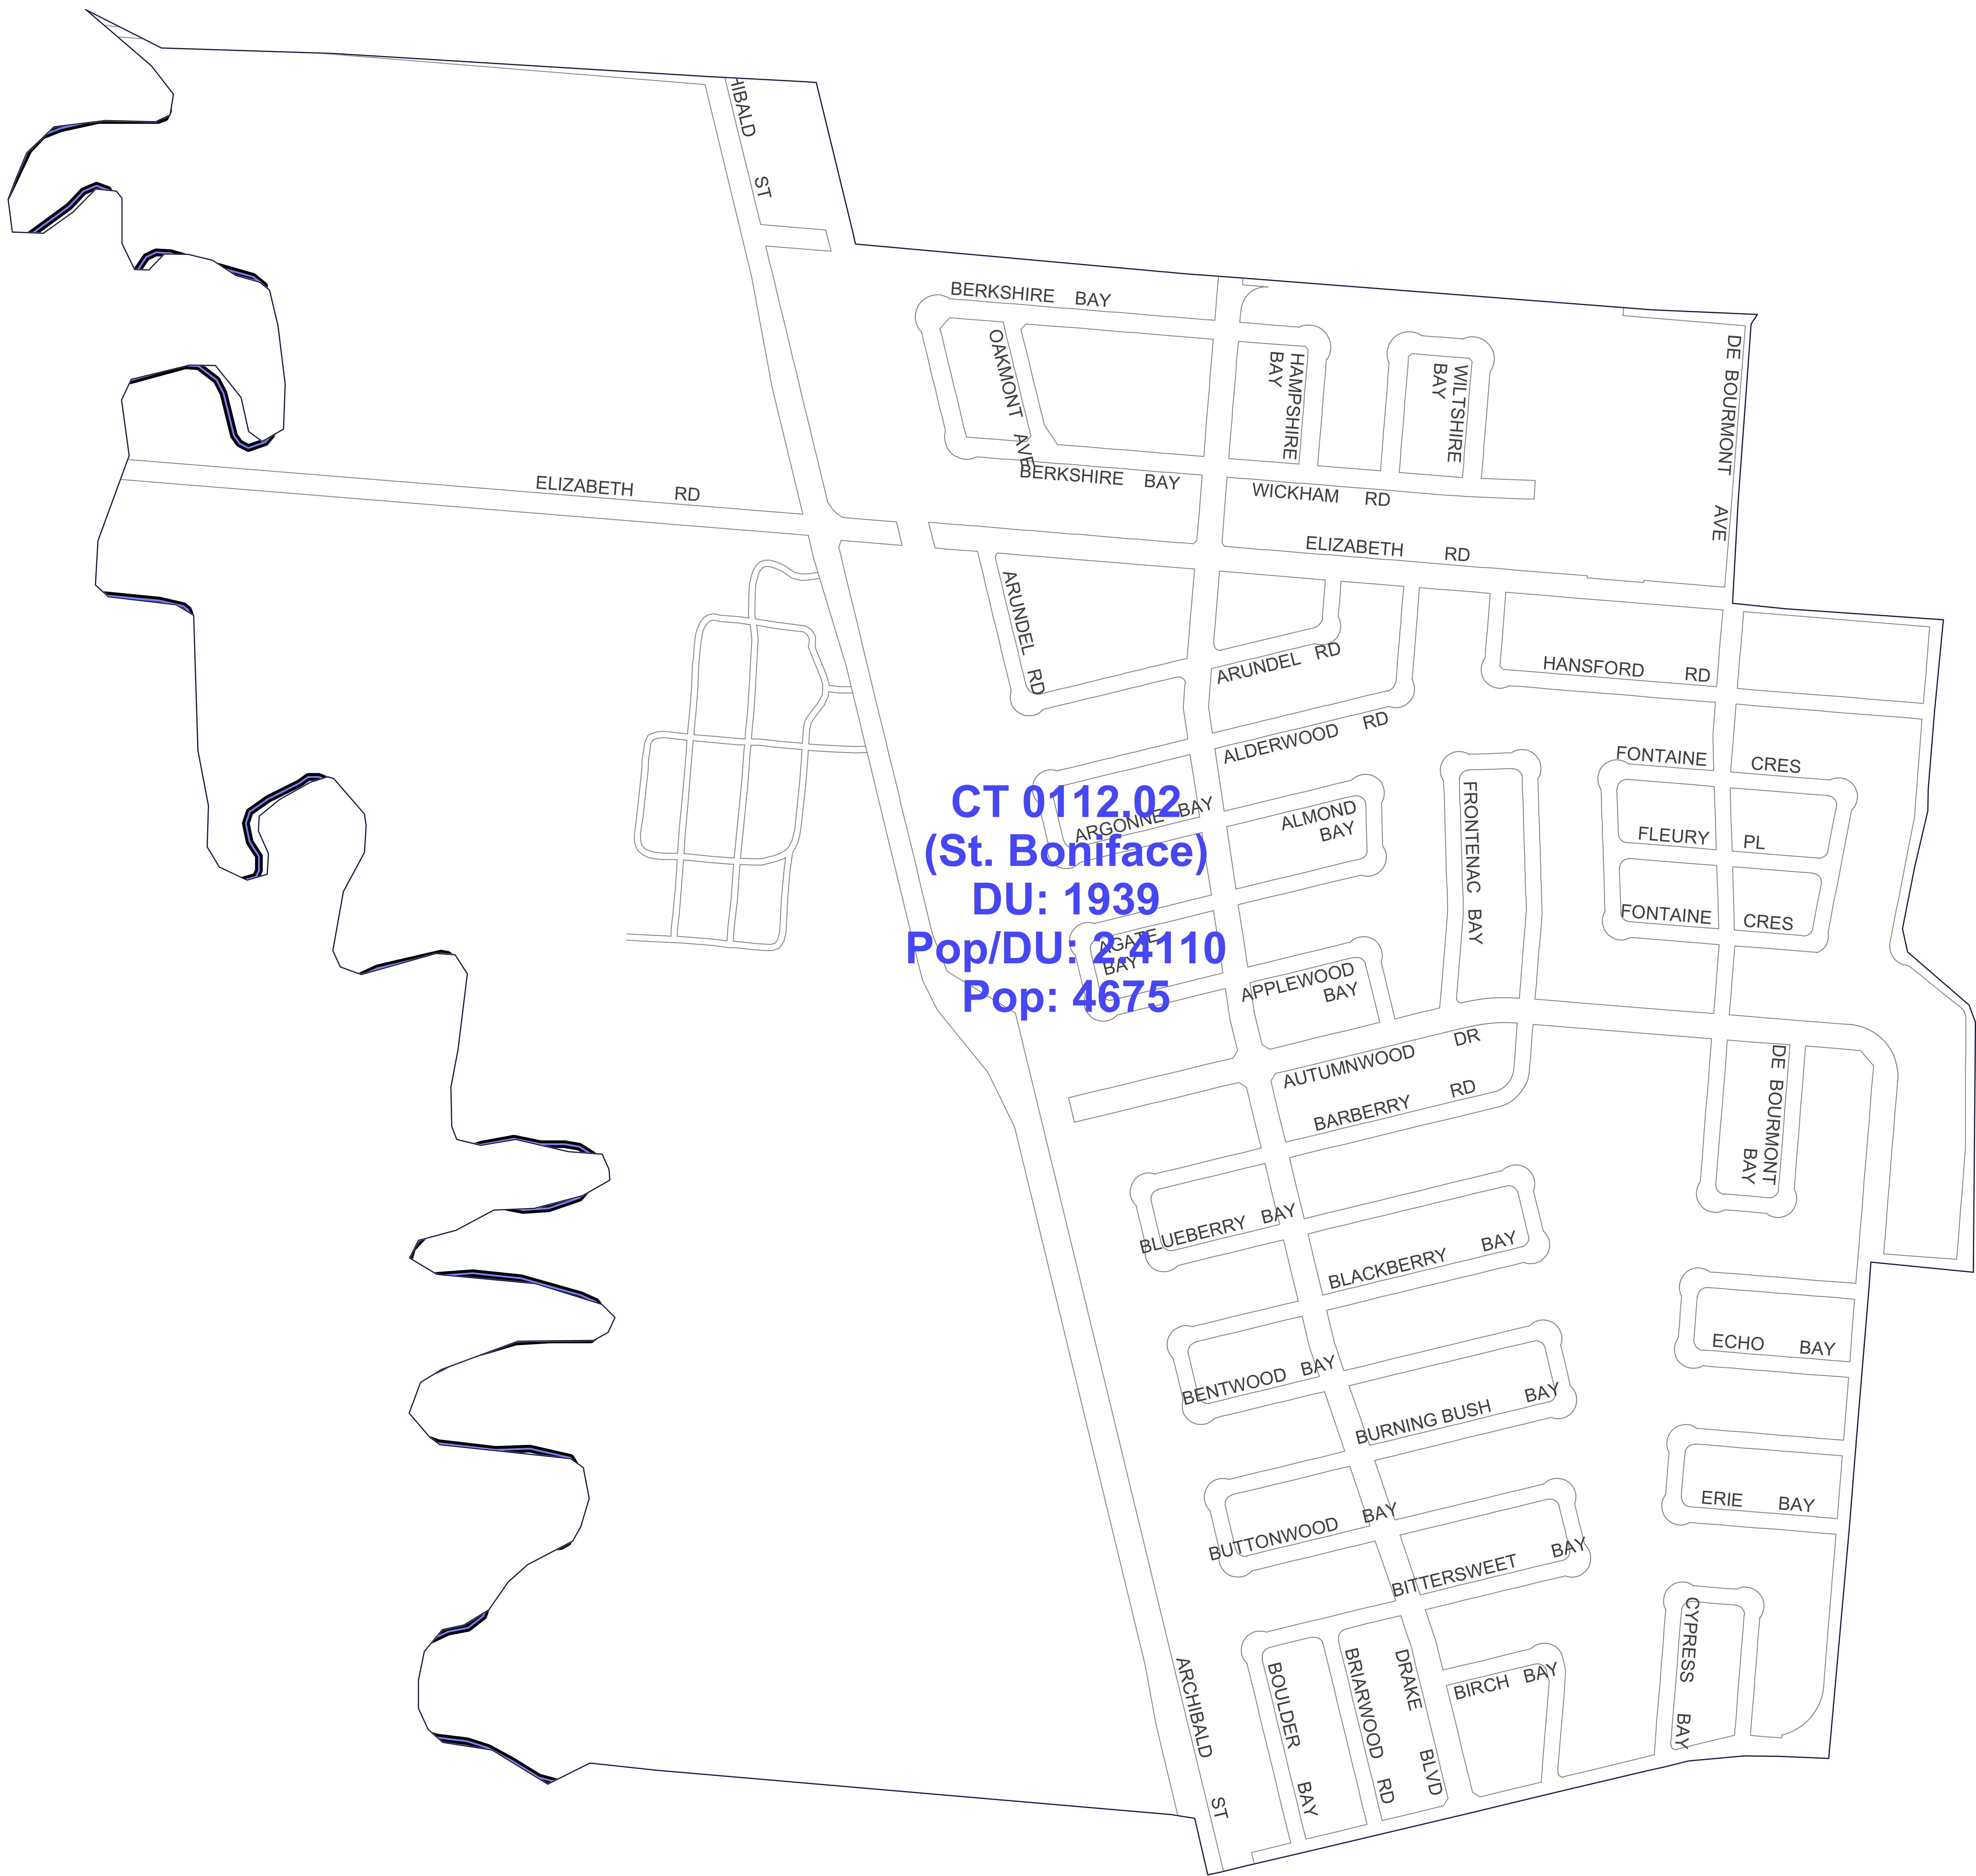 HIBALD ST
BERKSHIRE BAY
OAKMONT AVE
HAMPSHIRE
BAY
WILTSHIRE
BAY
DE BOURMONT AVE
BERKSHIRE BAY
ELIZABETH RD
WICKHAM RD
ELIZABETH RD
ARUNDEL RD
ARUNDEL RD
HANSFORD RD
ALDERWOOD RD
FONTAINE CRES
CT 0112.02
(St. Boniface)
DU: 1939
Pop/DU: 2.4110
Pop: 4675
ARGONNE BAY
ALMOND
BAY
FRONTENAC BAY
FLEURY PL
FONTAINE CRES
AGATE
BAY
APPLEWOOD
BAY
AUTUMNWOOD DR
BARBERRY RD
DE BOURMONT
BAY
BLUEBERRY BAY
BLACKBERRY BAY
ECHO BAY
BENTWOOD BAY
BURNING BUSH BAY
ERIE BAY
BUTTONWOOD BAY
BITTERSWEET BAY
CYPRESS BAY
ARCHIBALD ST
BOULDER BAY
BRIARWOOD RD
DRAKE BLVD
BIRCH BAY